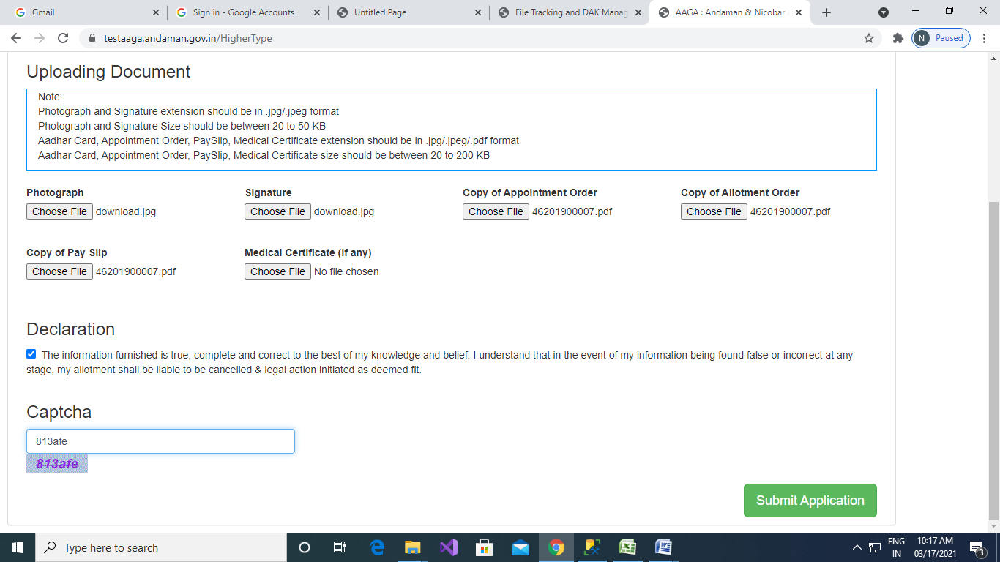 Gmail
Sign in - Google Accounts
Untitled Page
File Tracking and DAK Manag
AAGA : Andaman & Nicobar
testaaga.andaman.gov.in/HigherType
N Paused
Uploading Document
Note:
Photograph and Signature extension should be in .jpg/.jpeg format
Photograph and Signature Size should be between 20 to 50 KB
Aadhar Card, Appointment Order, PaySlip, Medical Certificate extension should be in .jpg/.jpeg/.pdf format
Aadhar Card, Appointment Order, PaySlip, Medical Certificate size should be between 20 to 200 KB
Photograph
Signature
Copy of Appointment Order
Copy of Allotment Order
Choose File download.jpg
Choose File download.jpg
Choose File 46201900007.pdf
Choose File 46201900007.pdf
Copy of Pay Slip
Medical Certificate (if any)
Choose File 46201900007.pdf
Choose File No file chosen
Declaration
The information furnished is true, complete and correct to the best of my knowledge and belief. I understand that in the event of my information being found false or incorrect at any
stage, my allotment shall be liable to be cancelled & legal action initiated as deemed fit.
Captcha
813afe
813afe
Submit Application
Type here to search
ENG
IN
10:17 AM
03/17/2021
3